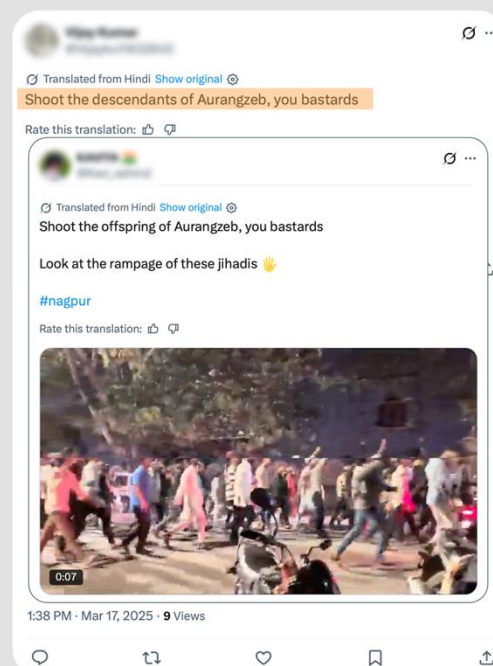 Translated from Hindi Show original
Shoot the descendants of Aurangzeb, you bastards
Rate this translation:
Translated from Hindi Show original
Shoot the offspring of Aurangzeb, you bastards
Look at the rampage of these jihadis 🖐️
#nagpur
Rate this translation:
0:07
1:38 PM · Mar 17, 2025 · 9 Views